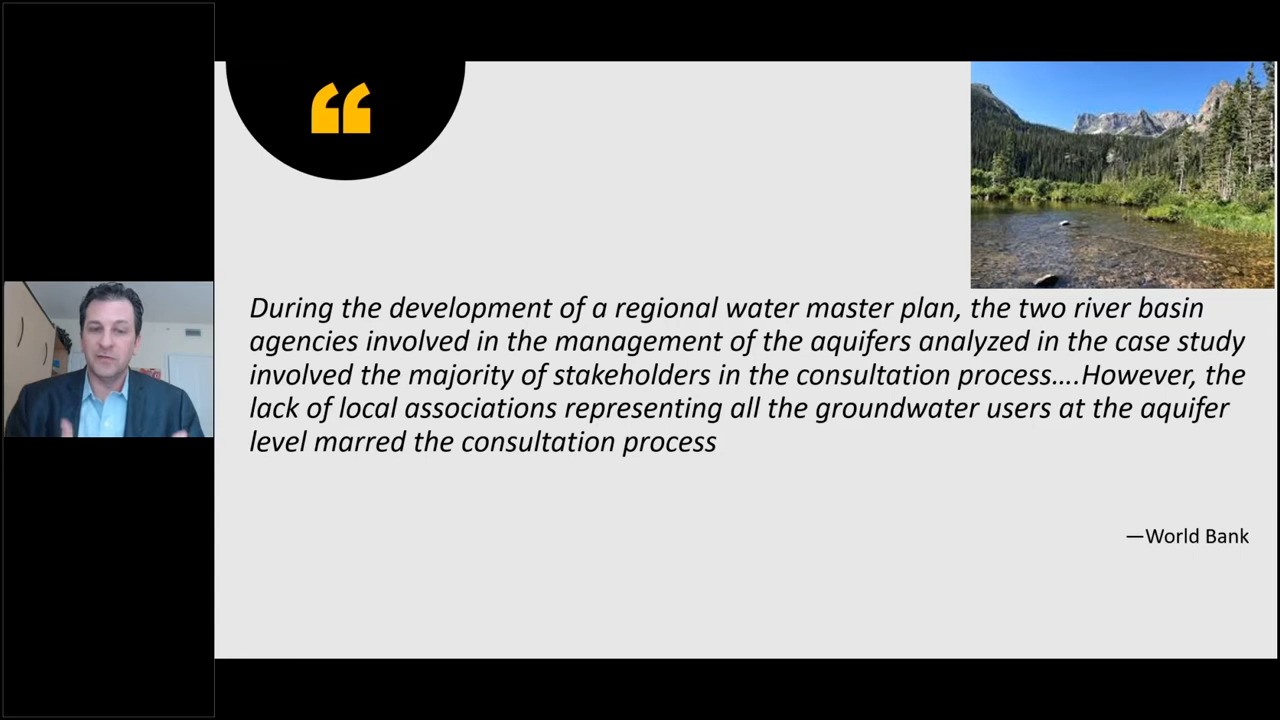 “
During the development of a regional water master plan, the two river basin
agencies involved in the management of the aquifers analyzed in the case study
involved the majority of stakeholders in the consultation process….However, the
lack of local associations representing all the groundwater users at the aquifer
level marred the consultation process
—World Bank